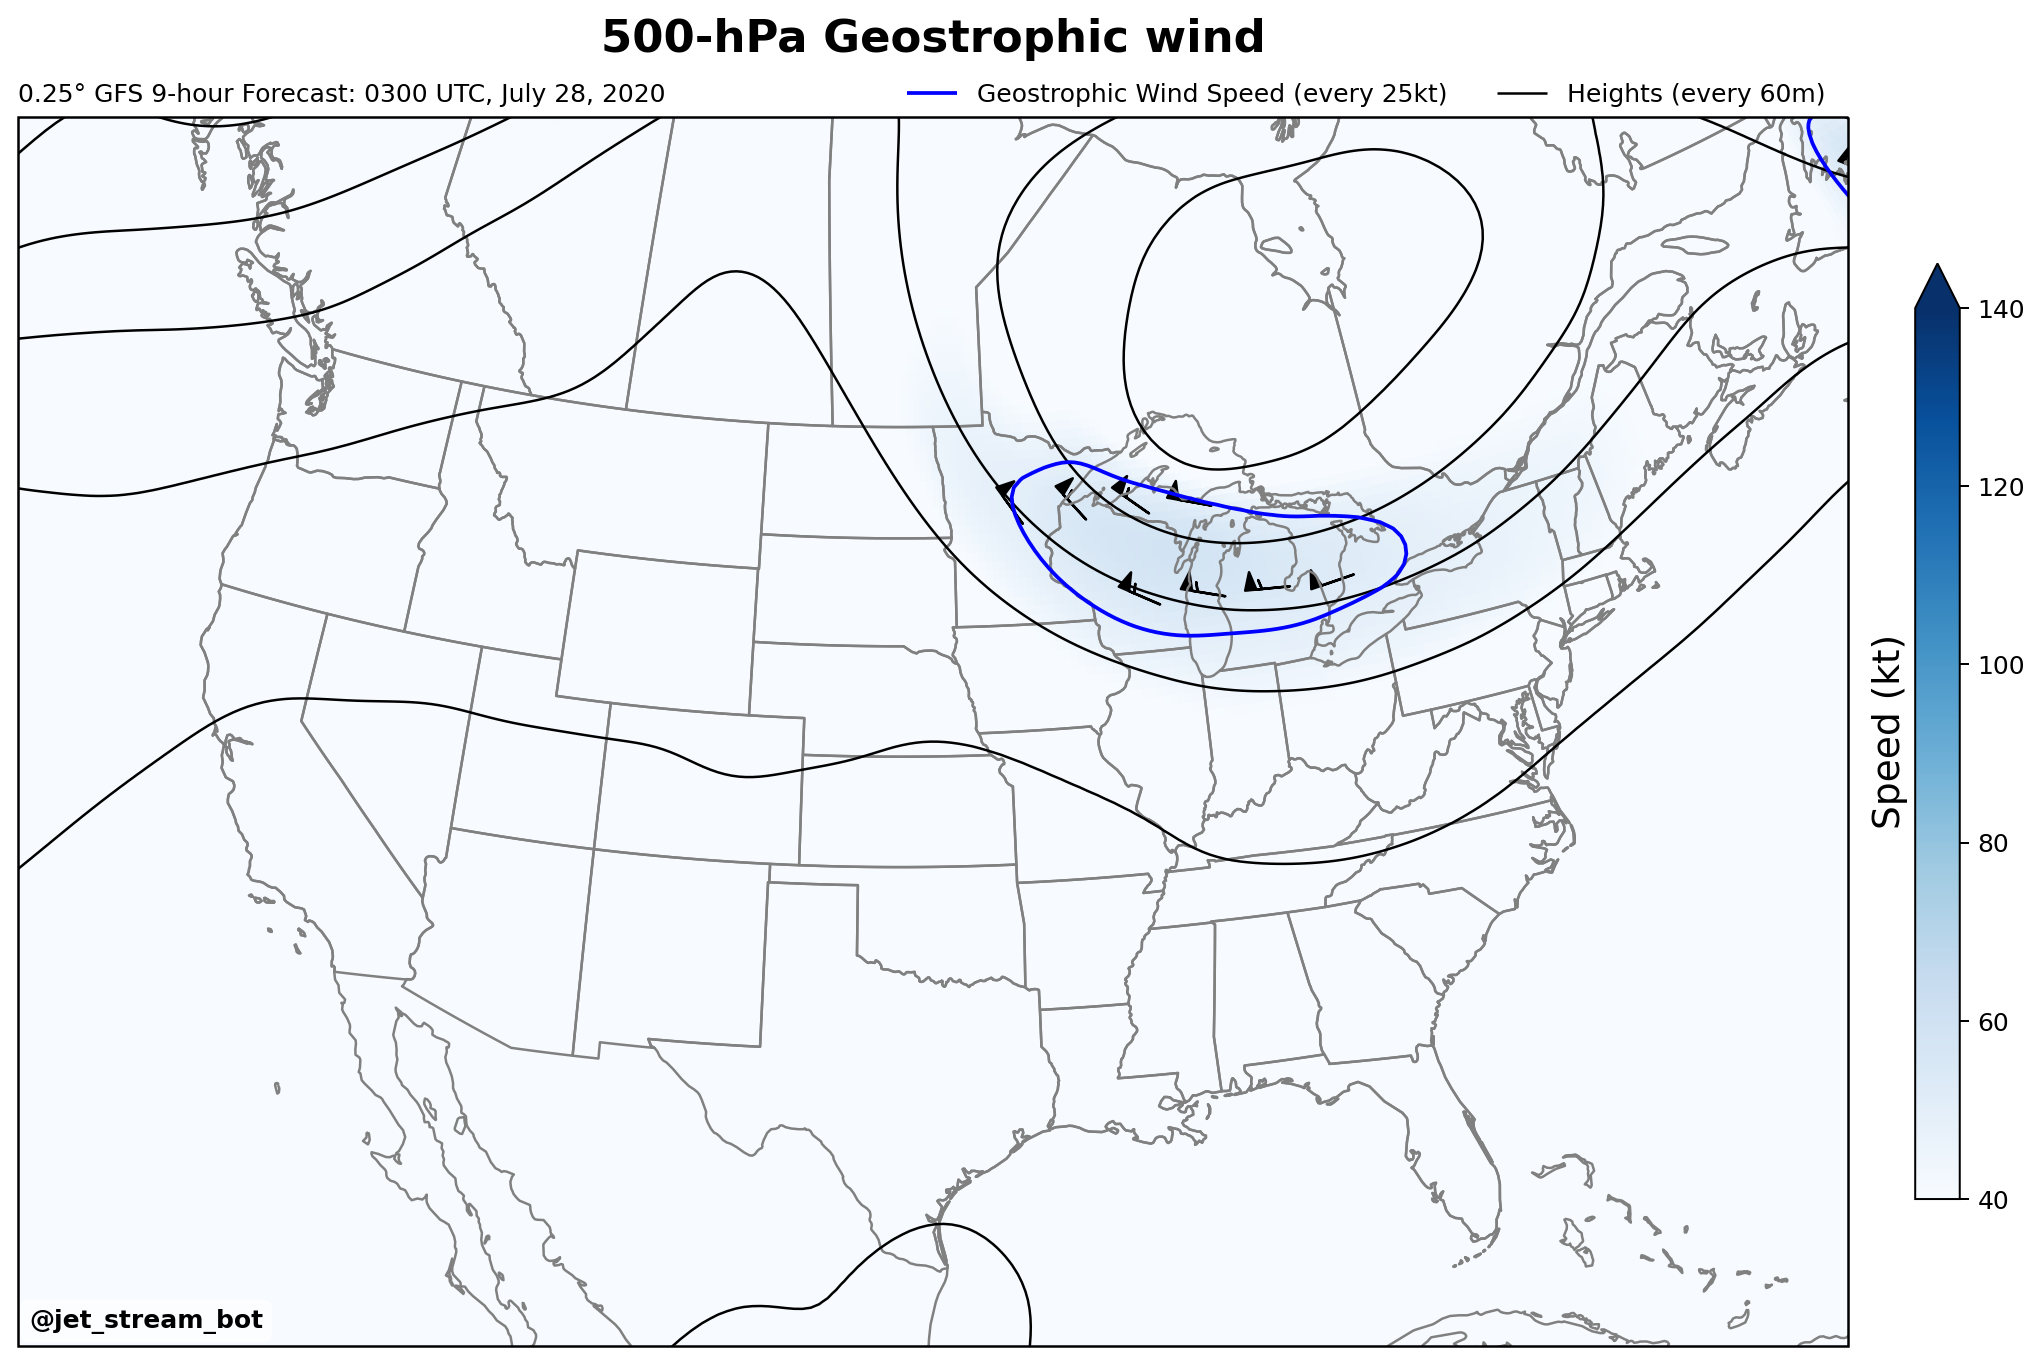 500-hPa Geostrophic wind
0.25° GFS 9-hour Forecast: 0300 UTC, July 28, 2020
Geostrophic Wind Speed (every 25kt)
Heights (every 60m)
140
120
100
80
60
40
Speed (kt)
@jet_stream_bot